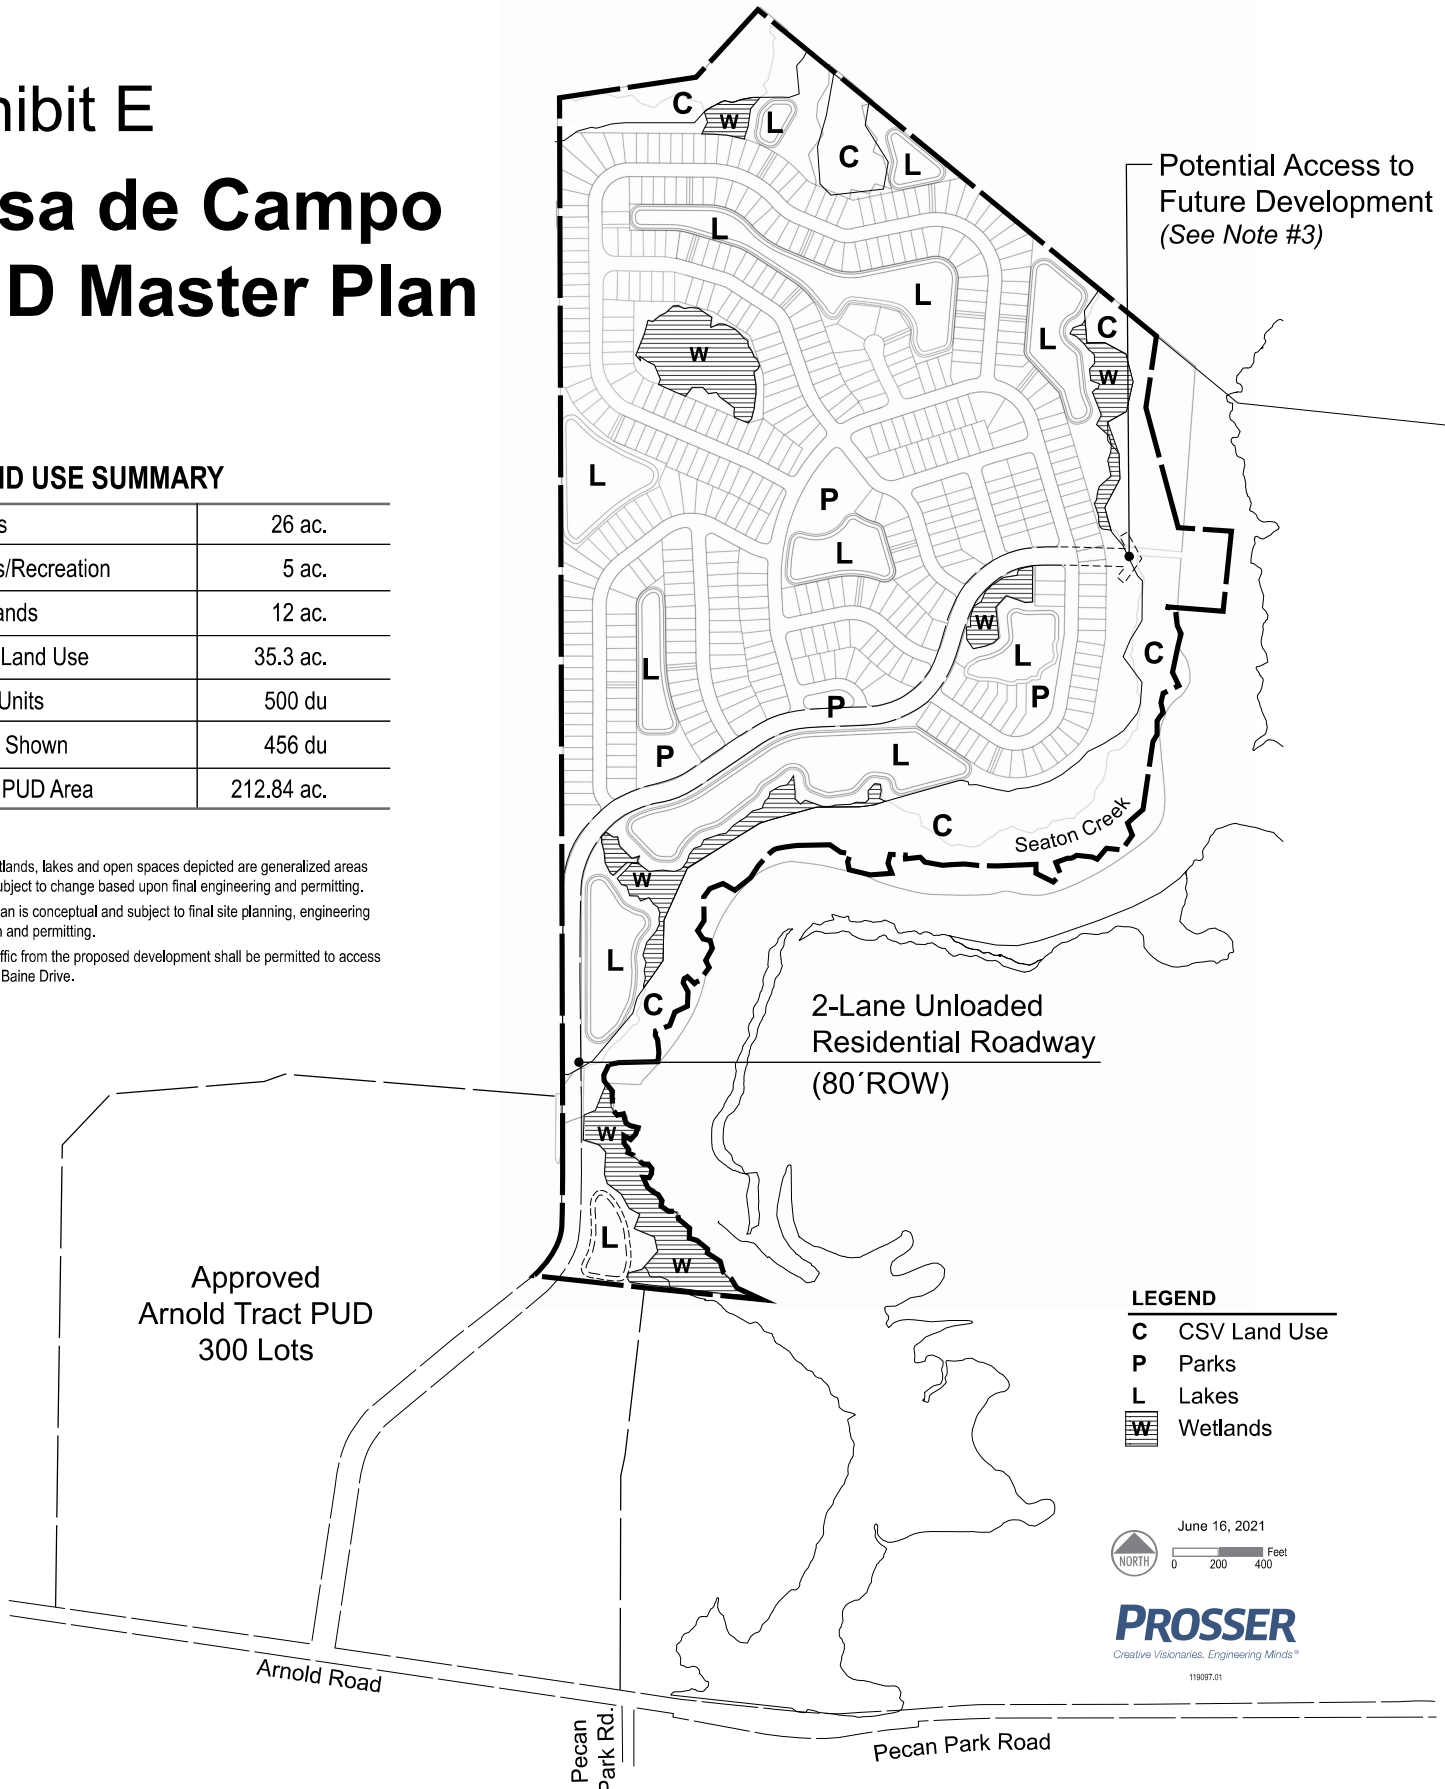 hibit E
sa de Campo
D Master Plan
ND USE SUMMARY
s 26 ac.
s/Recreation 5 ac.
ands 12 ac.
Land Use 35.3 ac.
Units 500 du
Shown 456 du
PUD Area 212.84 ac.
tlands, lakes and open spaces depicted are generalized areas
ubject to change based upon final engineering and permitting.
an is conceptual and subject to final site planning, engineering
n and permitting.
ffic from the proposed development shall be permitted to access
Baine Drive.
C
W
L
C
L
Potential Access to
Future Development
(See Note #3)
L
L
L
C
W
W
L
P
L
W
L
L
P
C
P
P
L
C
Seaton Creek
W
L
C
2-Lane Unloaded
Residential Roadway
(80´ROW)
W
L
W
Approved
Arnold Tract PUD
300 Lots
LEGEND
C CSV Land Use
P Parks
L Lakes
W Wetlands
June 16, 2021
NORTH
Feet
0 200 400
PROSSER
Creative Visionaries. Engineering Minds®
119097.01
Arnold Road
Pecan
Park Rd.
Pecan Park Road